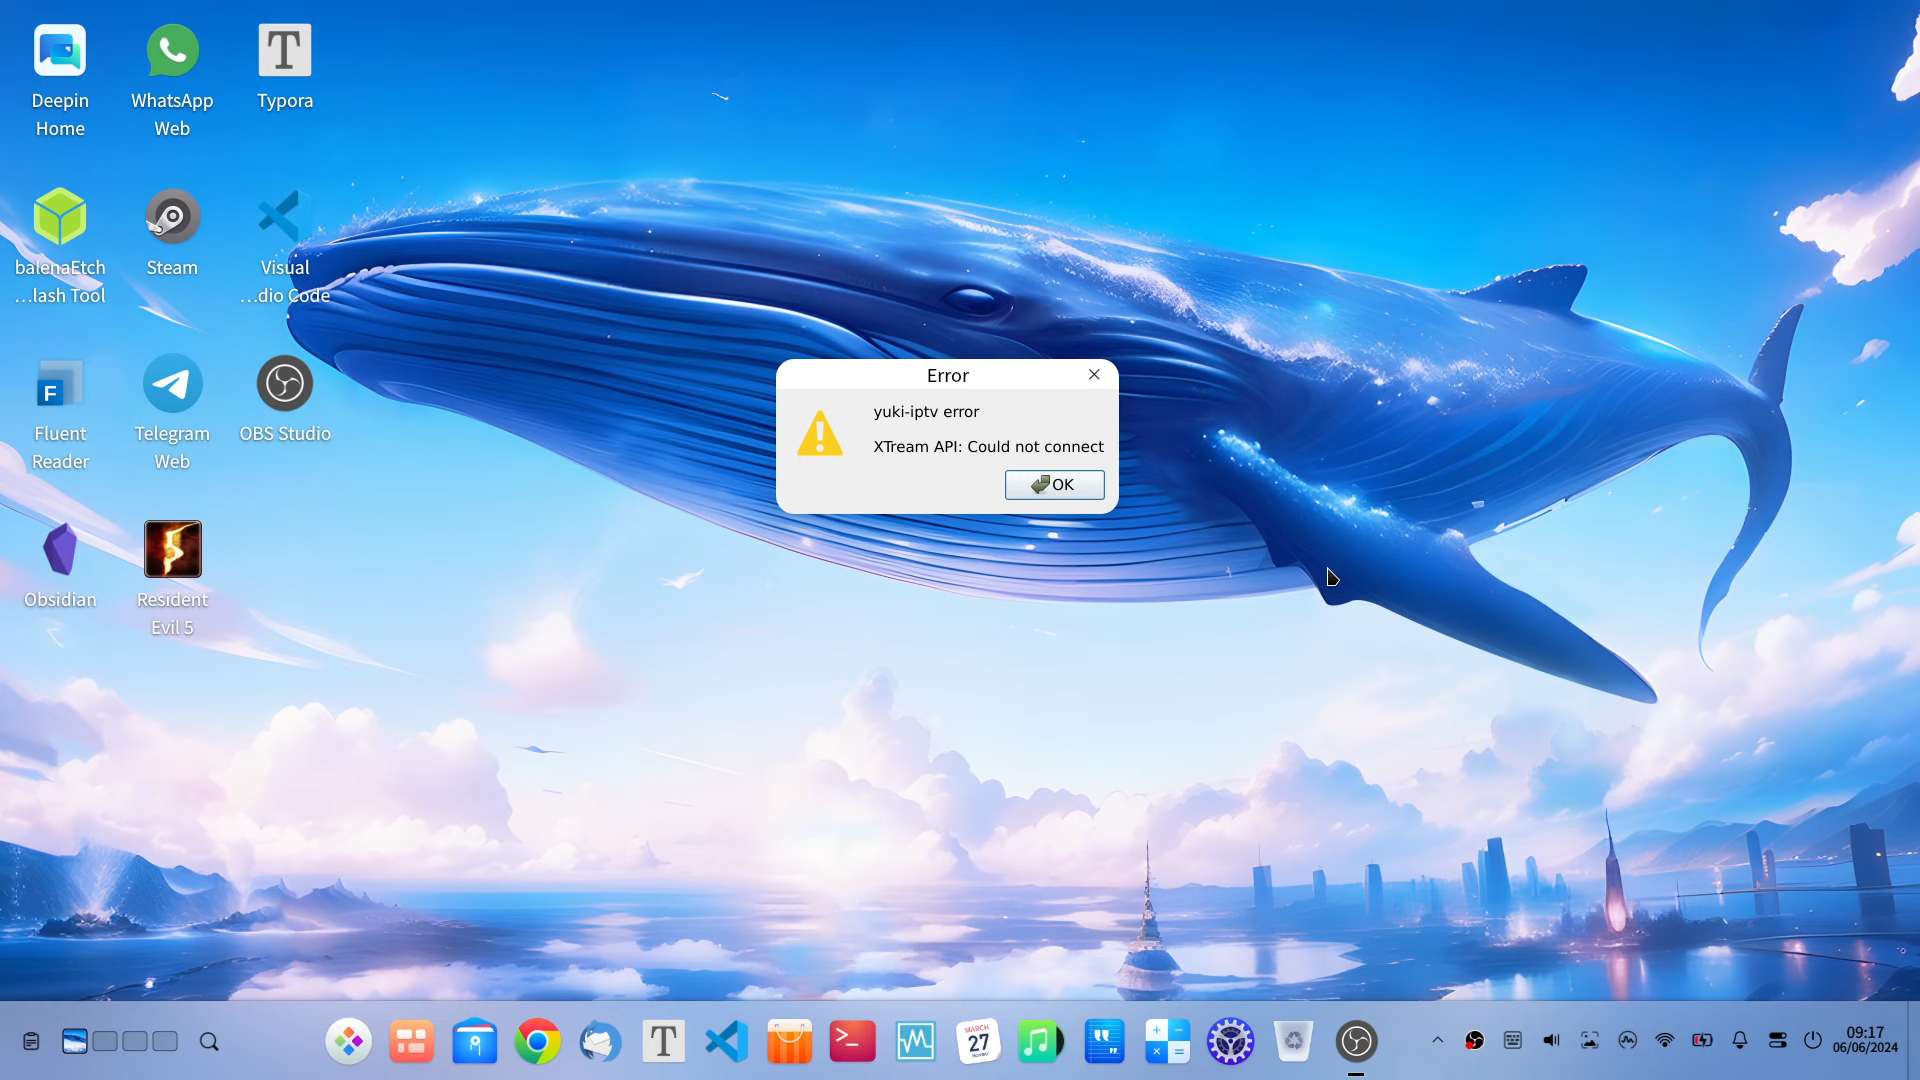 Deepin
Home
WhatsApp
Web
Typora
balenaEtch
...lash Tool
Steam
Visual
...dio Code
Fluent
Reader
Telegram
Web
OBS Studio
Obsidian
Resident
Evil 5
Error
yuki-iptv error
XTream API: Could not connect
OK
MARCH
27
MONDAY
09:17
06/06/2024